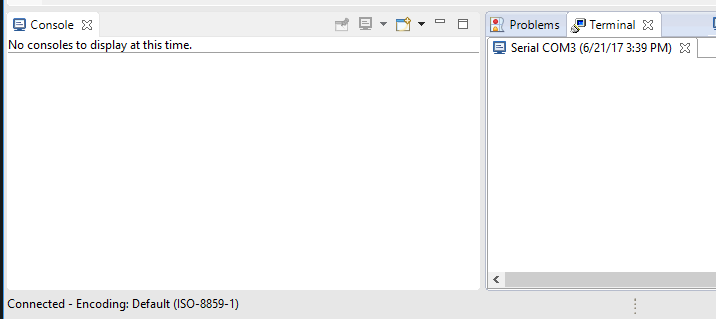 Console
No consoles to display at this time.
Problems
Terminal
Serial COM3 (6/21/17 3:39 PM)
Connected - Encoding: Default (ISO-8859-1)